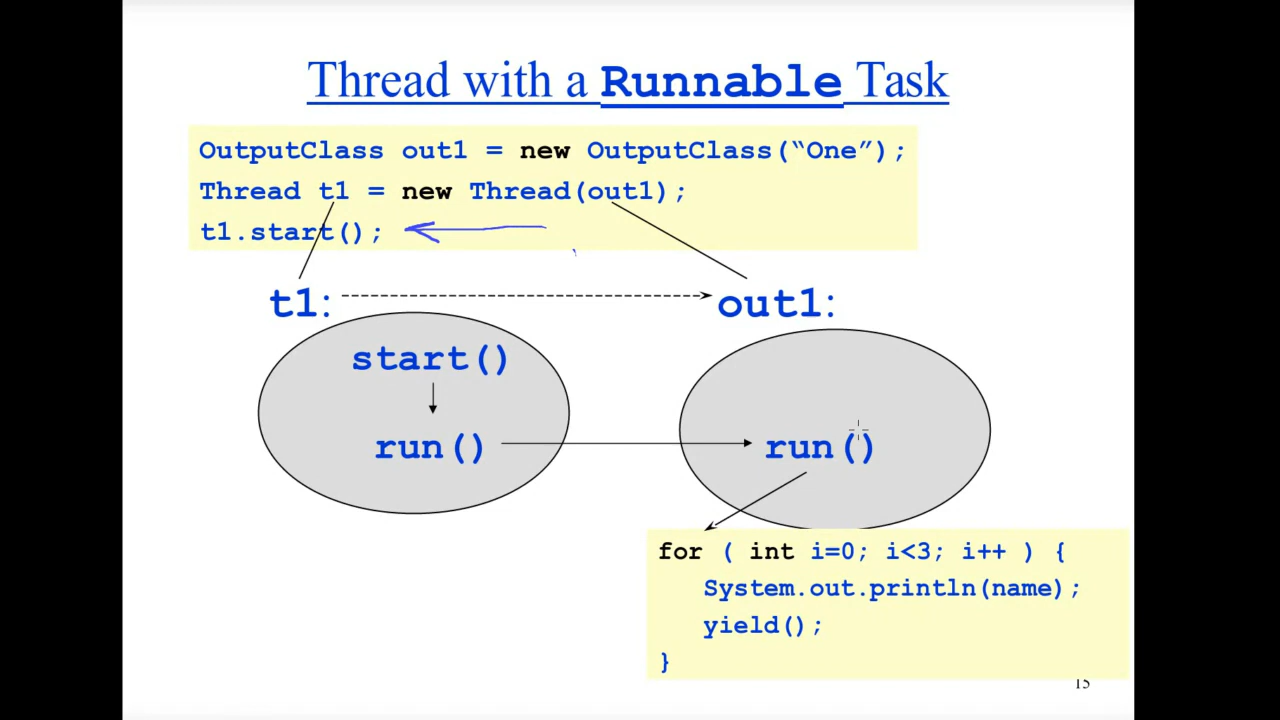 Thread with a Runnable Task
OutputClass out1 = new OutputClass(“One”);
Thread t1 = new Thread(out1);
t1.start();
t1:
out1:
start()
run()
run()
for ( int i=0; i<3; i++ ) {
System.out.println(name);
yield();
}
15